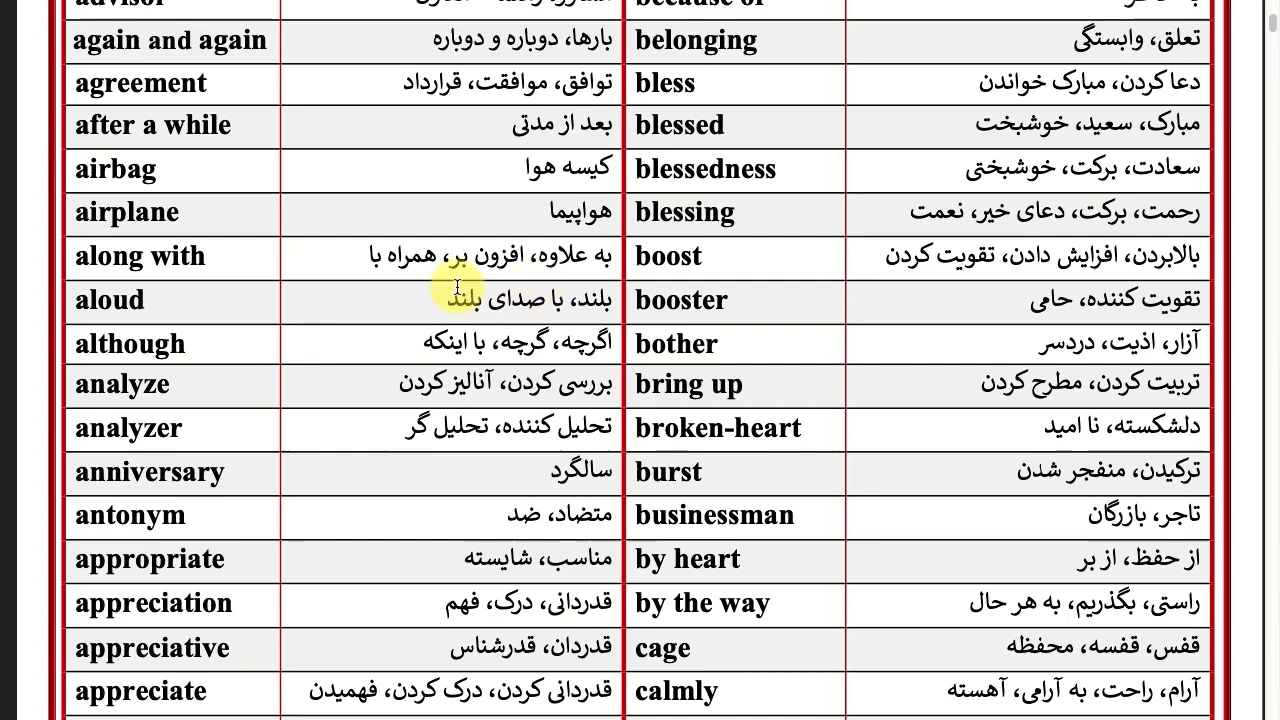 again and again بارها، دوباره و دوباره belonging تعلق، وابستگی
agreement توافق، موافقت، قرارداد bless دعا کردن، مبارک خواندن
after a while بعد از مدتی blessed مبارک، سعید، خوشبخت
airbag کیسه هوا blessedness سعادت، برکت، خوشبختی
airplane هواپیما blessing رحمت، برکت، دعای خیر، نعمت
along with به علاوه، افزون بر، همراه با boost بالابردن، افزایش دادن، تقویت کردن
aloud بلند، با صدای بلند booster تقویت کننده، حامی
although اگرچه، گرچه، با اینکه bother آزار، اذیت، دردسر
analyze بررسی کردن، آنالیز کردن bring up تربیت کردن، مطرح کردن
analyzer تحلیل کننده، تحلیل گر broken-heart دلشکسته، نا امید
anniversary سالگرد burst ترکیدن، منفجر شدن
antonym متضاد، ضد businessman تاجر، بازرگان
appropriate مناسب، شایسته by heart از حفظ، از بر
appreciation قدردانی، درک، فهم by the way راستی، بگذریم، به هر حال
appreciative قدردان، قدرشناس cage قفس، قفسه، محفظه
appreciate قدردانی کردن، درک کردن، فهمیدن calmly آرام، راحت، به آرامی، آهسته